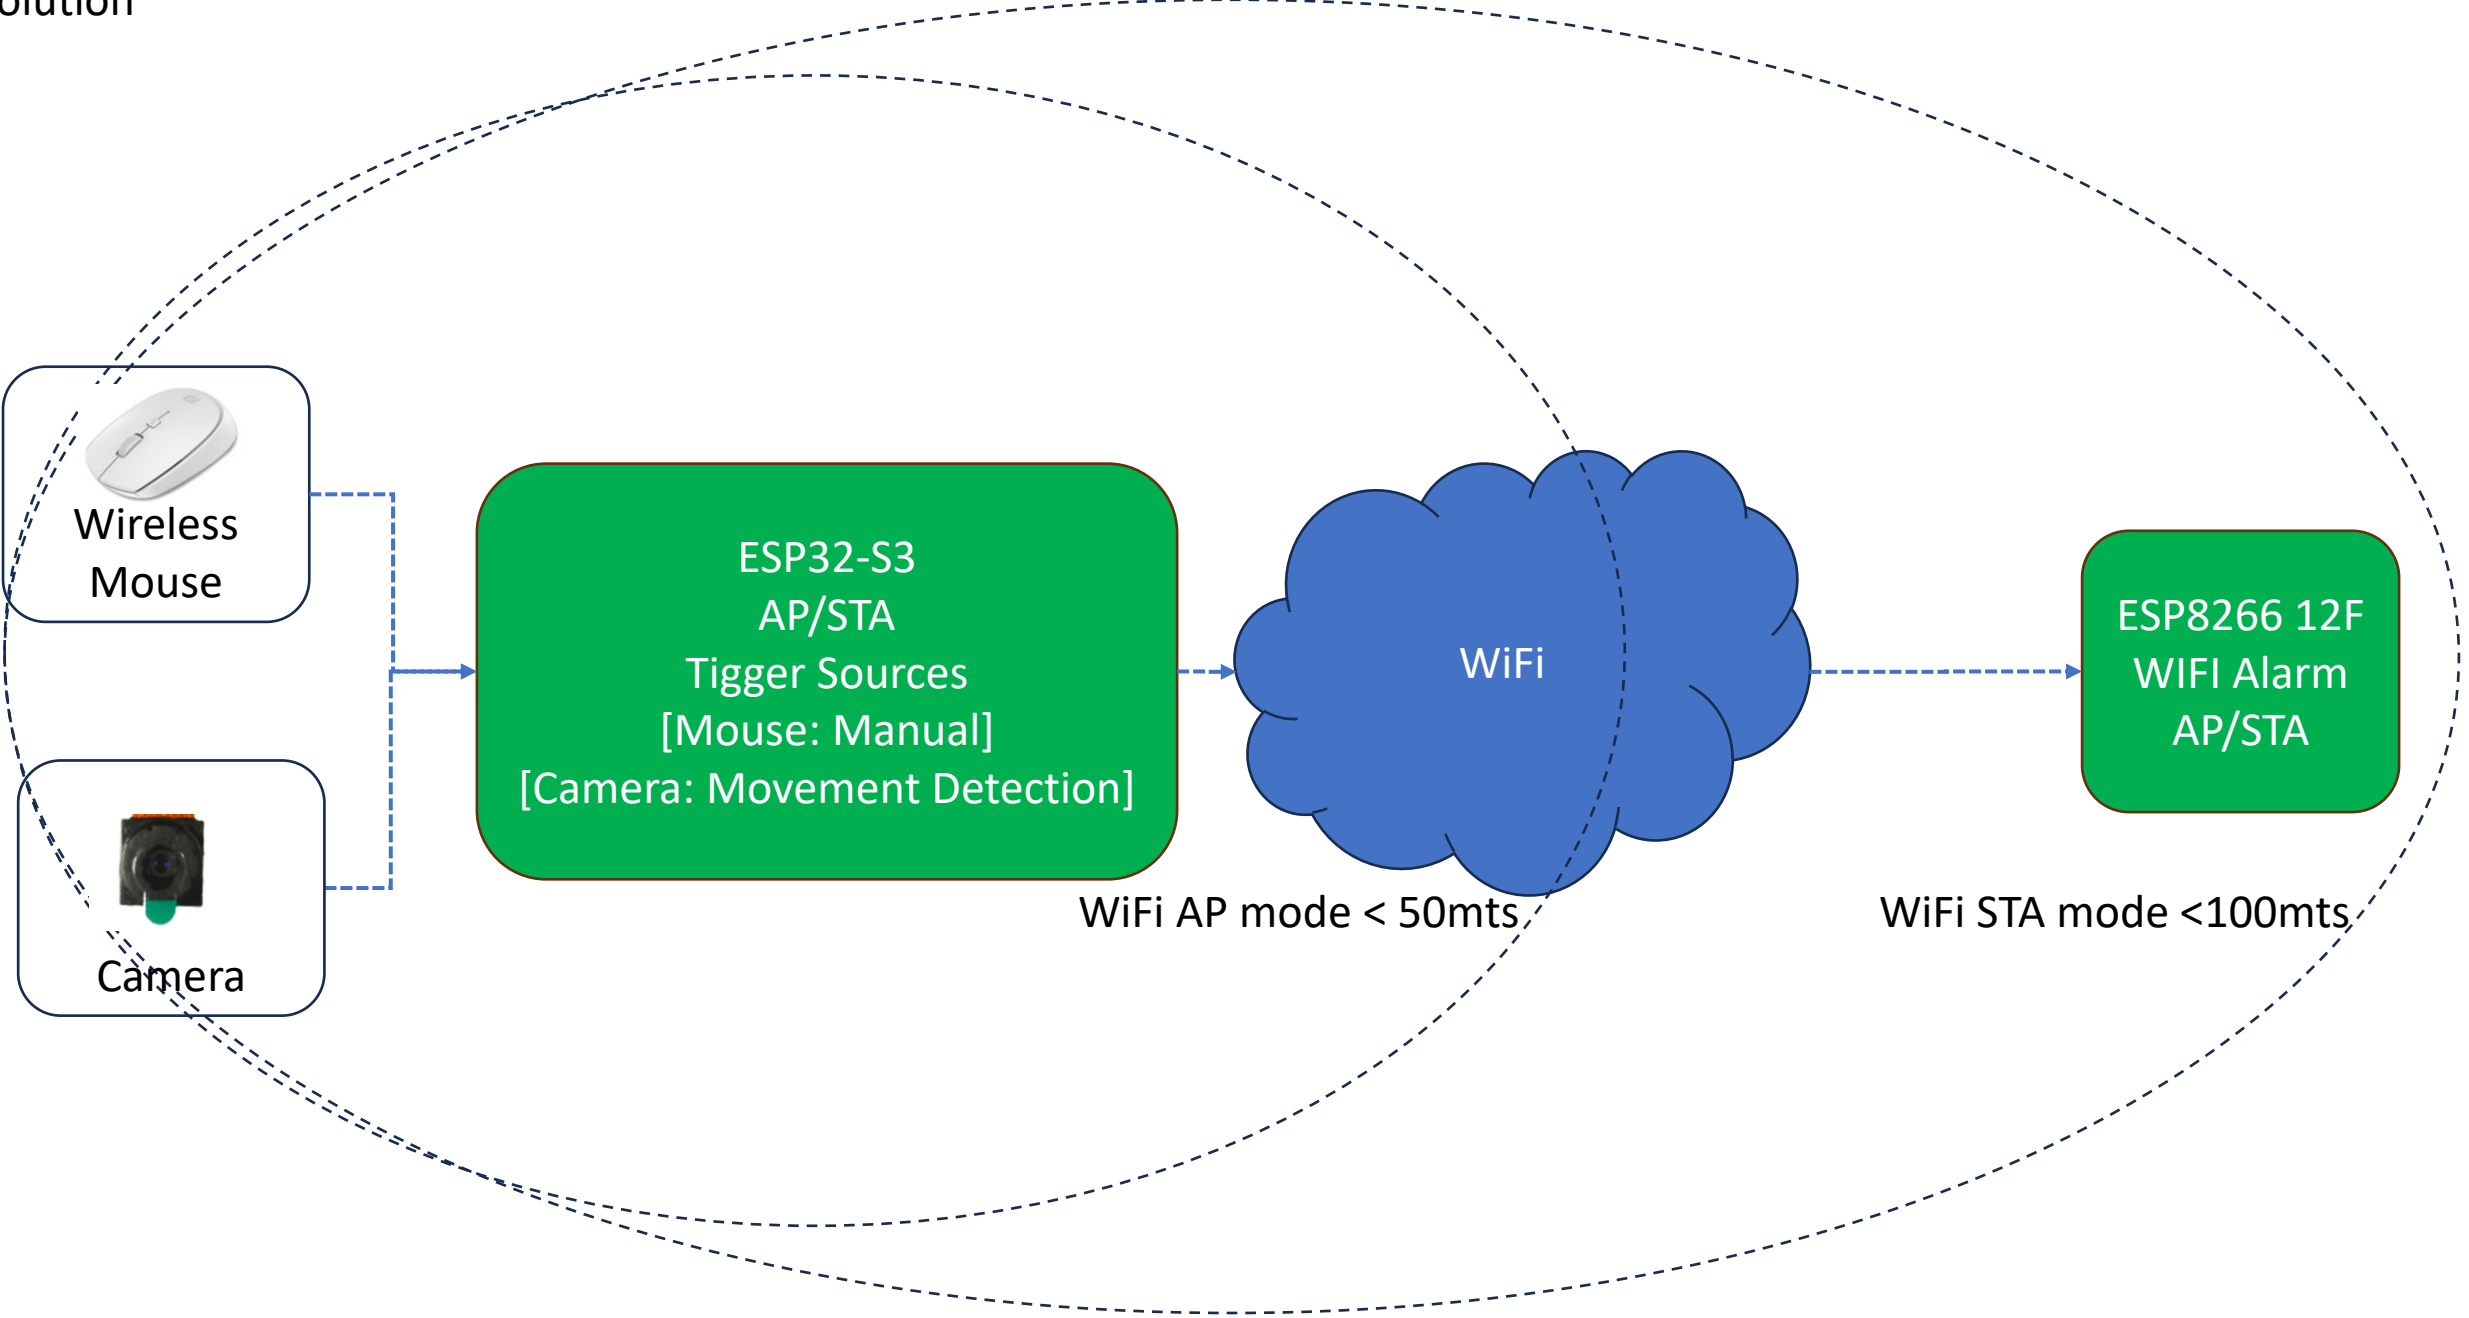 olution
Wireless
Mouse
Camera
ESP32-S3
AP/STA
Tigger Sources
[Mouse: Manual]
[Camera: Movement Detection]
WiFi
WiFi AP mode < 50mts
ESP8266 12F
WIFI Alarm
AP/STA
WiFi STA mode <100mts